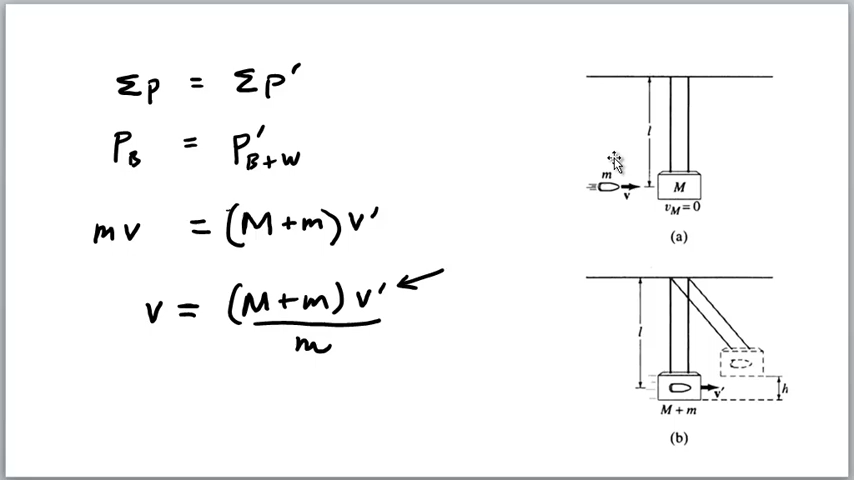 Σp = Σp′
P_B = P′_B+W
mv = (M+m)v′
v = (M+m)v′
m
l
m
v
M
v_M = 0
(a)
l
h
v′
M + m
(b)